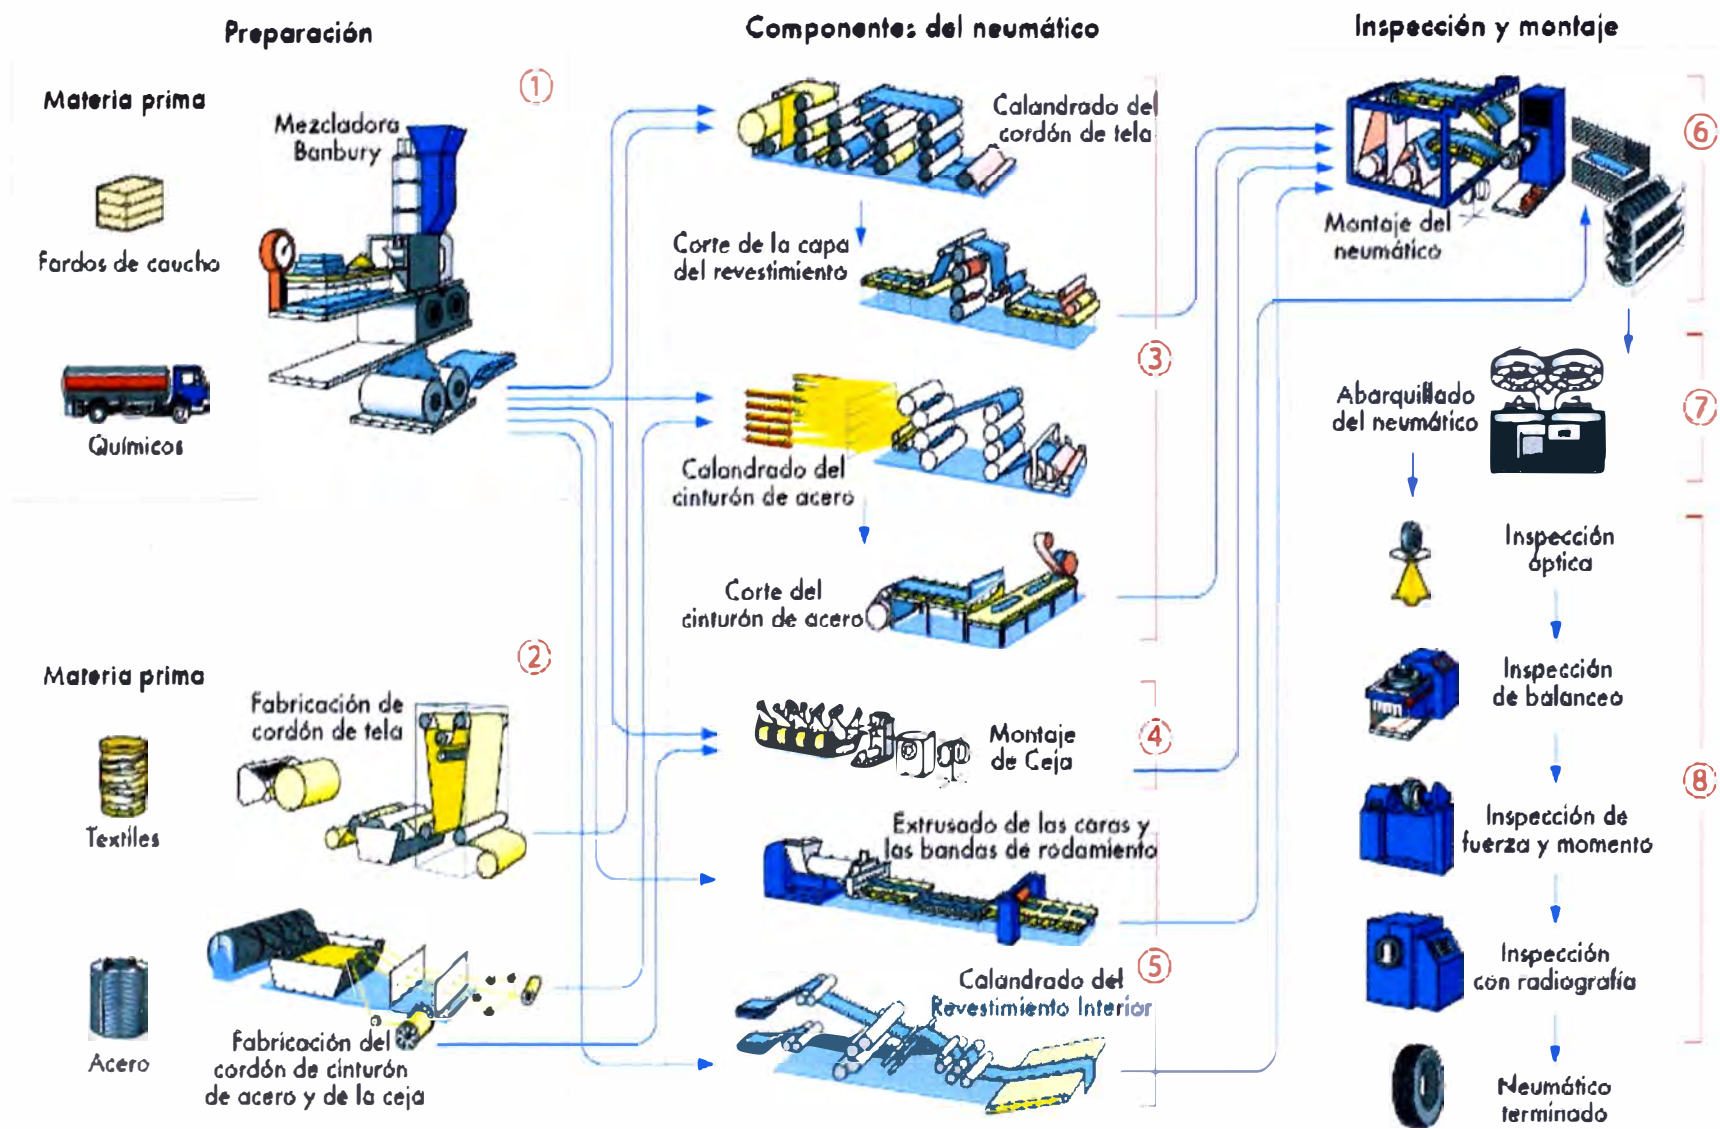 Preparación
Materia prima
1
Mezcladora
Banbury
Fardos de caucho
Químicos
Materia prima
2
Fabricación de
cordón de tela
Textiles
Acero
Fabricación del
cordón de cinturón
de acero y de la ceja
Componentes del neumático
Calandrado del
cordón de tela
Corte de la capa
del revestimiento
3
Calandrado del
cinturón de acero
Corte del
cinturón de acero
4
Montaje
de Ceja
Extrusado de las caras y
las bandas de rodamiento
5
Calandrado del
Revestimiento Interior
Inspección y montaje
6
Montaje del
neumático
7
Abarquillado
del neumático
Inspección
óptica
Inspección
de balanceo
8
Inspección de
fuerza y momento
Inspección
con radiografía
Neumático
terminado